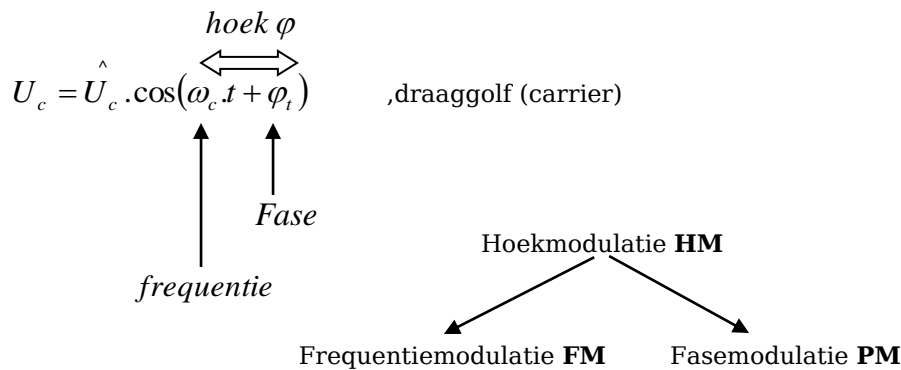 hoek φ
U_c = Û_c .cos(ω_c .t + φ_t) ,draaggolf (carrier)
Fase
Hoekmodulatie HM
frequentie
Frequentiemodulatie FM Fasemodulatie PM